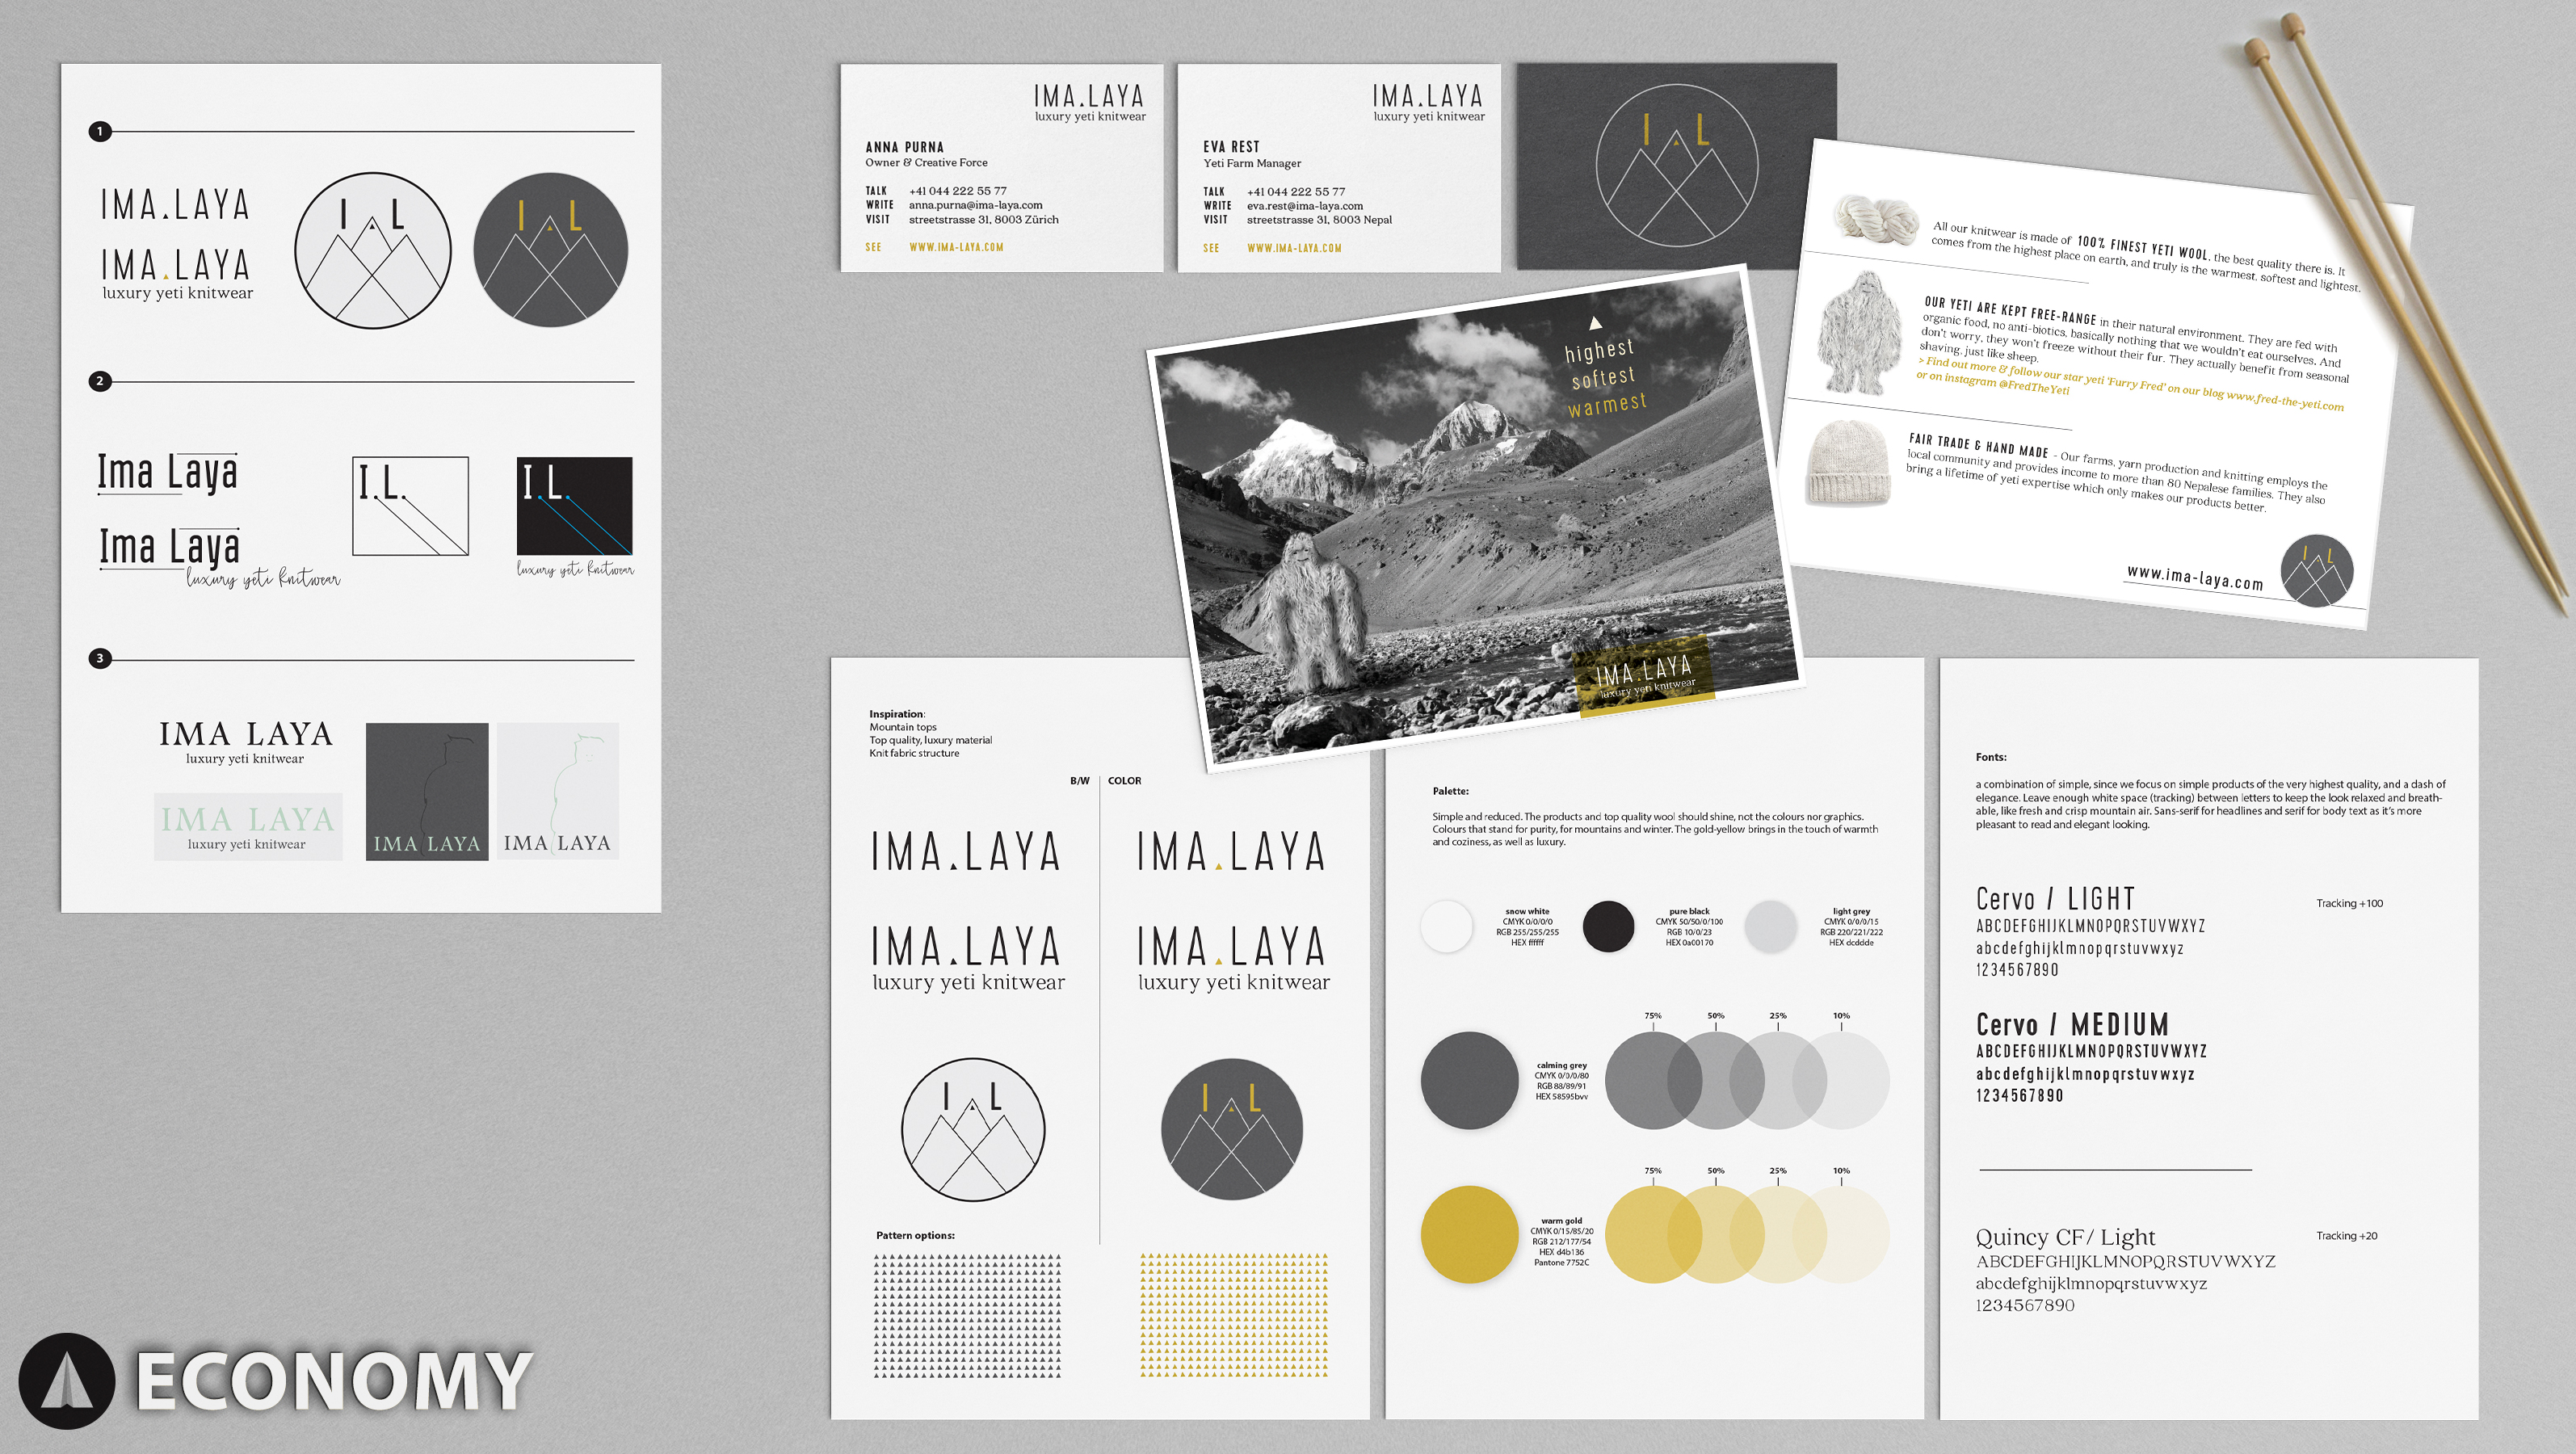 1
IMA.LAYA
IMA.LAYA
luxury yeti knitwear
I L
I L
2
Ima Laya
Ima Laya
luxury yeti knitwear
I.L.
I.L.
luxury yeti knitwear
3
IMA LAYA
luxury yeti knitwear
IMA LAYA
luxury yeti knitwear
IMA LAYA
IMA LAYA
IMA.LAYA
luxury yeti knitwear
ANNA PURNA
Owner & Creative Force
TALK +41 044 222 55 77
WRITE anna.purna@ima-laya.com
VISIT streetstrasse 31, 8003 Zürich
SEE WWW.IMA-LAYA.COM
IMA.LAYA
luxury yeti knitwear
EVA REST
Yeti Farm Manager
TALK +41 044 222 55 77
WRITE eva.rest@ima-laya.com
VISIT streetstrasse 31, 8003 Nepal
SEE WWW.IMA-LAYA.COM
I L
All our knitwear is made of 100% FINEST YETI WOOL, the best quality there is. It
comes from the highest place on earth, and truly is the warmest, softest and lightest.
OUR YETI ARE KEPT FREE-RANGE in their natural environment. They are fed with
organic food, no anti-biotics, basically nothing that we wouldn't eat ourselves. And
don't worry, they won't freeze without their fur. They actually benefit from seasonal
shaving, just like sheep.
> Find out more & follow our star yeti 'Furry Fred' on our blog www.fred-the-yeti.com
or on instagram @FredTheYeti
FAIR TRADE & HAND MADE - Our farms, yarn production and knitting employs the
local community and provides income to more than 80 Nepalese families. They also
bring a lifetime of yeti expertise which only makes our products better.
www.ima-laya.com
I L
highest
softest
warmest
IMA.LAYA
luxury yeti knitwear
Inspiration:
Mountain tops
Top quality, luxury material
Knit fabric structure
B/W COLOR
IMA.LAYA
IMA.LAYA
IMA.LAYA
luxury yeti knitwear
IMA.LAYA
luxury yeti knitwear
I L
I L
Pattern options:
Palette:
Simple and reduced. The products and top quality wool should shine, not the colours nor graphics.
Colours that stand for purity, for mountains and winter. The gold-yellow brings in the touch of warmth
and coziness, as well as luxury.
snow white
CMYK 0/0/0/0
RGB 255/255/255
HEX ffffff
pure black
CMYK 50/50/0/100
RGB 10/0/23
HEX 0a00170
light grey
CMYK 0/0/0/15
RGB 220/221/222
HEX dcddde
calming grey
CMYK 0/0/0/80
RGB 88/89/91
HEX 58595bvv
75% 50% 25% 10%
warm gold
CMYK 0/15/85/20
RGB 212/177/54
HEX d4b136
Pantone 7752C
75% 50% 25% 10%
Fonts:
a combination of simple, since we focus on simple products of the very highest quality, and a dash of
elegance. Leave enough white space (tracking) between letters to keep the look relaxed and breath-
able, like fresh and crisp mountain air. Sans-serif for headlines and serif for body text as it's more
pleasant to read and elegant looking.
Cervo / LIGHT
Tracking +100
ABCDEFGHIJKLMNOPQRSTUVWXYZ
abcdefghijklmnopqrstuvwxyz
1234567890
Cervo / MEDIUM
ABCDEFGHIJKLMNOPQRSTUVWXYZ
abcdefghijklmnopqrstuvwxyz
1234567890
Quincy CF/ Light
Tracking +20
ABCDEFGHIJKLMNOPQRSTUVWXYZ
abcdefghijklmnopqrstuvwxyz
1234567890
ECONOMY